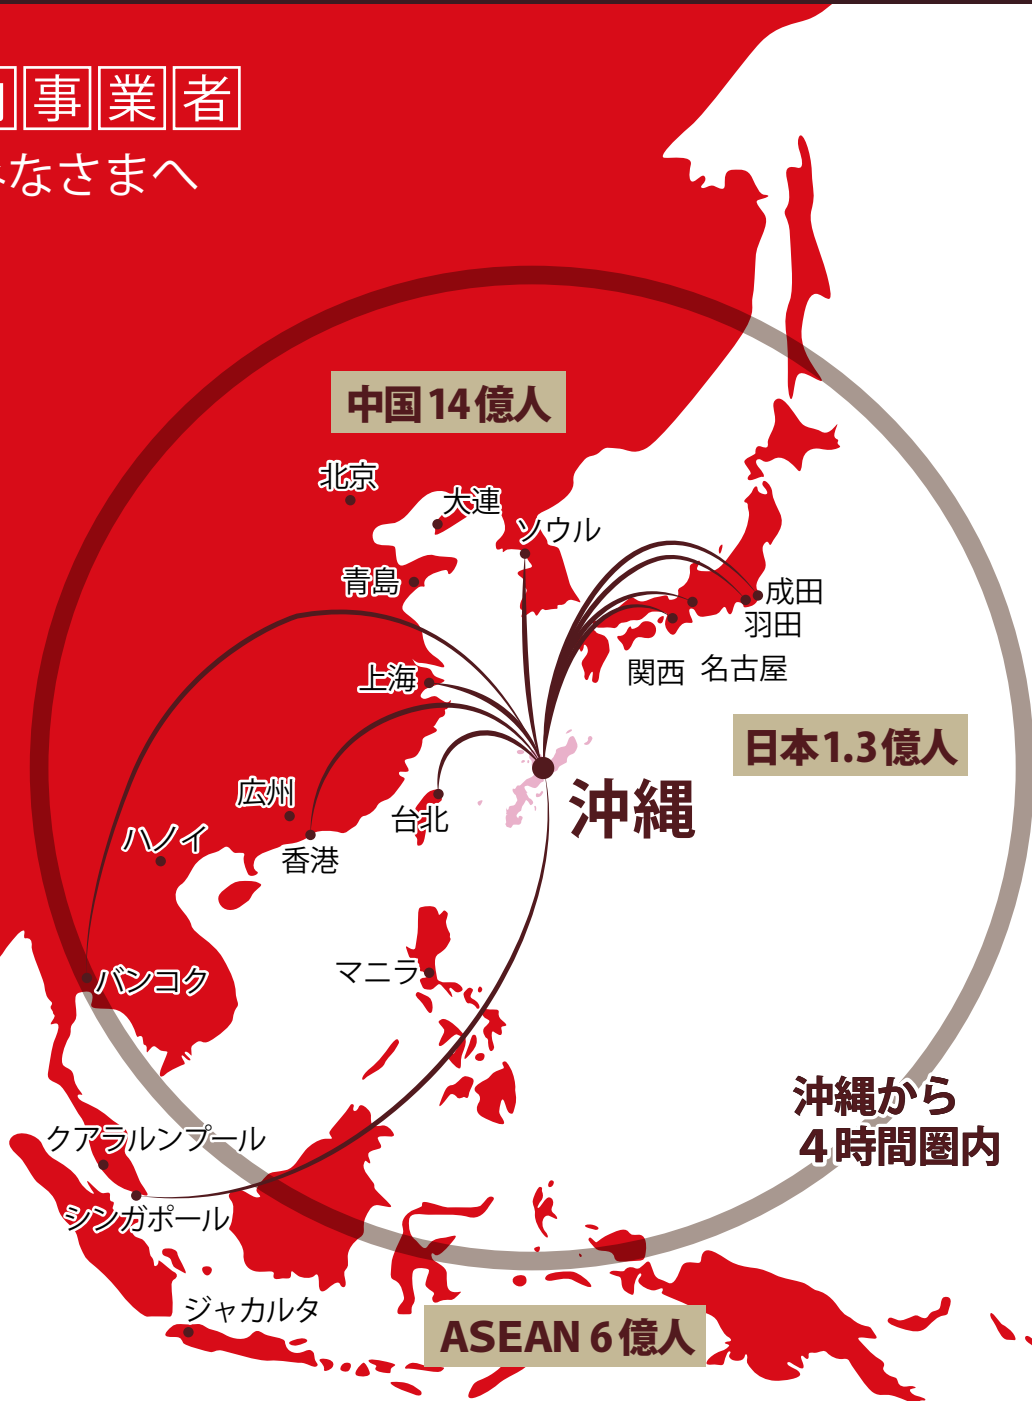 事業者
なさまへ
中国14億人
北京
大連
ソウル
青島
成田
羽田
上海
関西
名古屋
日本1.3億人
広州
台北
沖縄
ハノイ
香港
バンコク
マニラ
沖縄から
4時間圏内
クアラルンプール
シンガポール
ジャカルタ
ASEAN 6億人